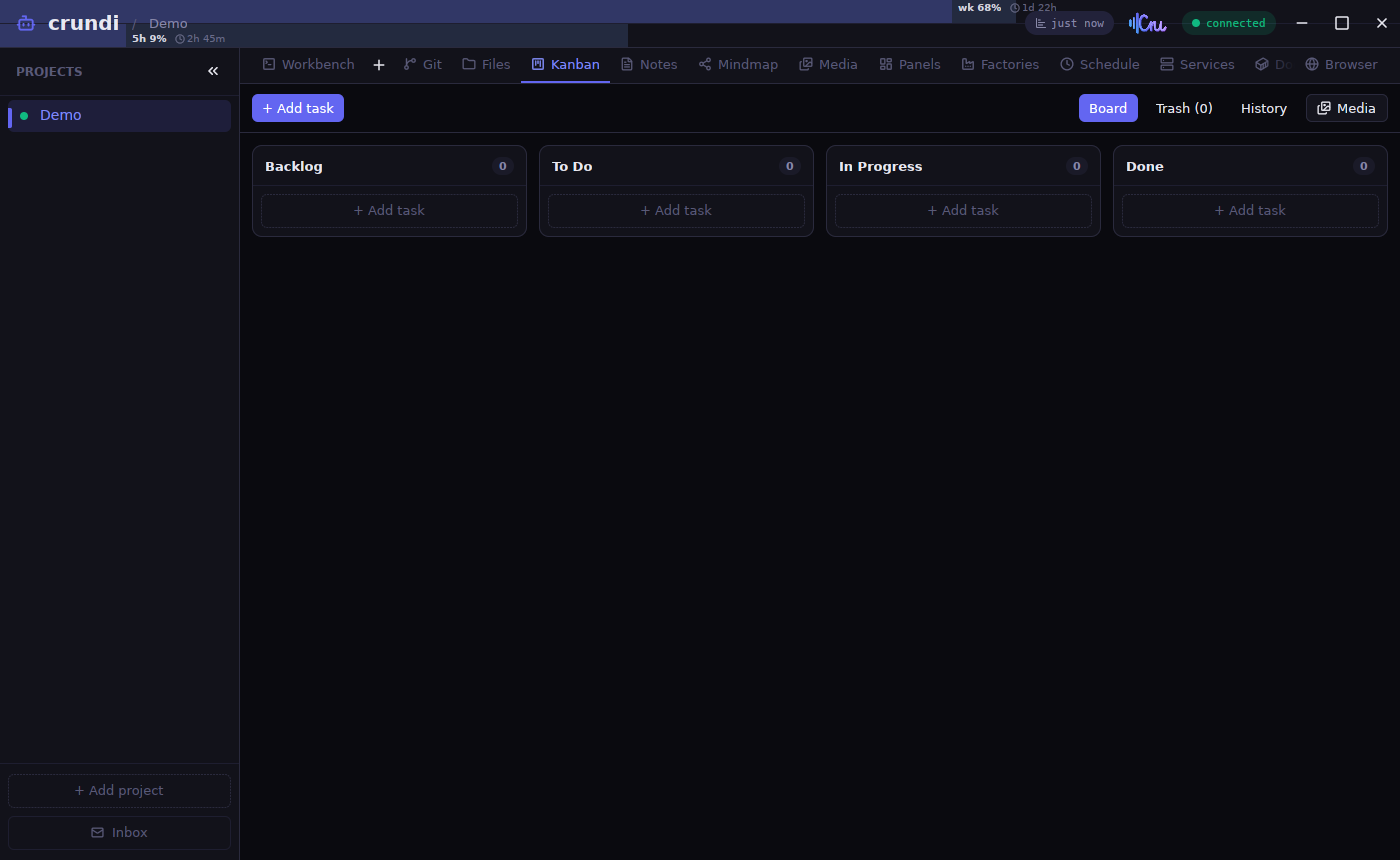 wk 68% 1d 22h
crundi / Demo
5h 9% 2h 45m
just now
Cru
connected
PROJECTS
Workbench
Git
Files
Kanban
Notes
Mindmap
Media
Panels
Factories
Schedule
Services
Do
Browser
Demo
+ Add task
Board
Trash (0)
History
Media
Backlog 0
To Do 0
In Progress 0
Done 0
+ Add task
+ Add task
+ Add task
+ Add task
+ Add project
Inbox